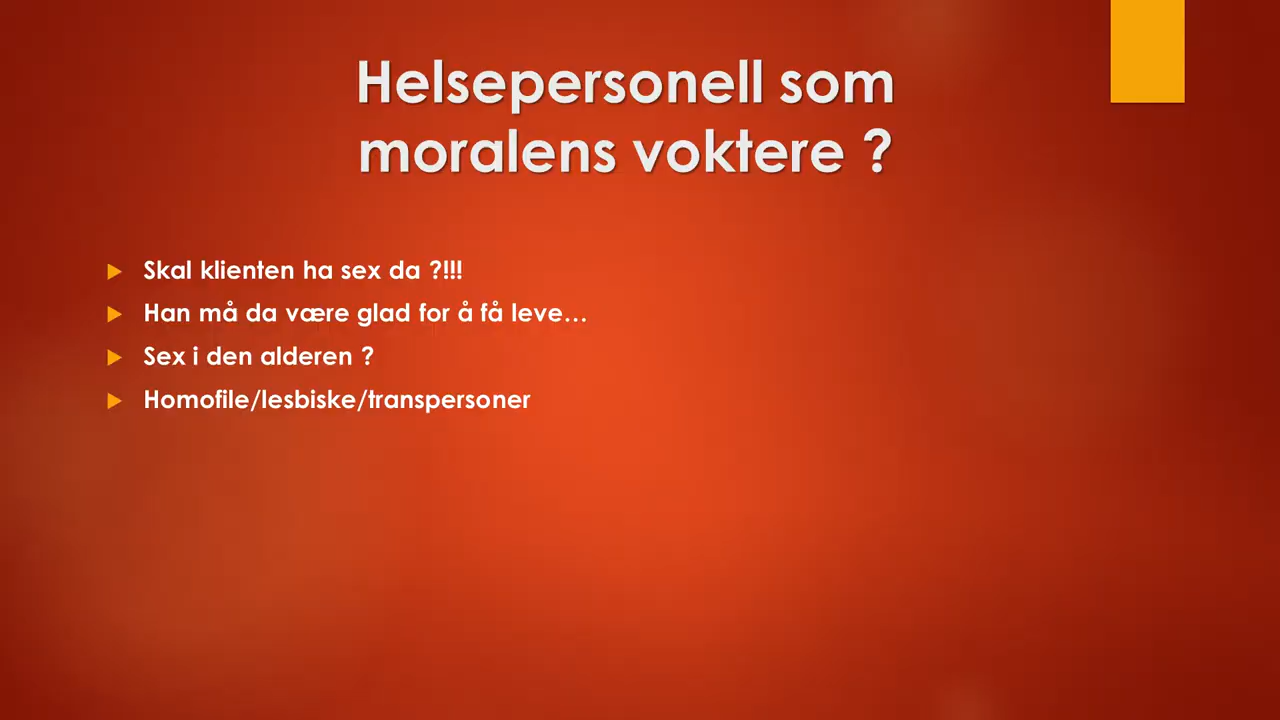 Helsepersonell som
moralens voktere ?
Skal klienten ha sex da ?!!!
Han må da være glad for å få leve…
Sex i den alderen ?
Homofile/lesbiske/transpersoner